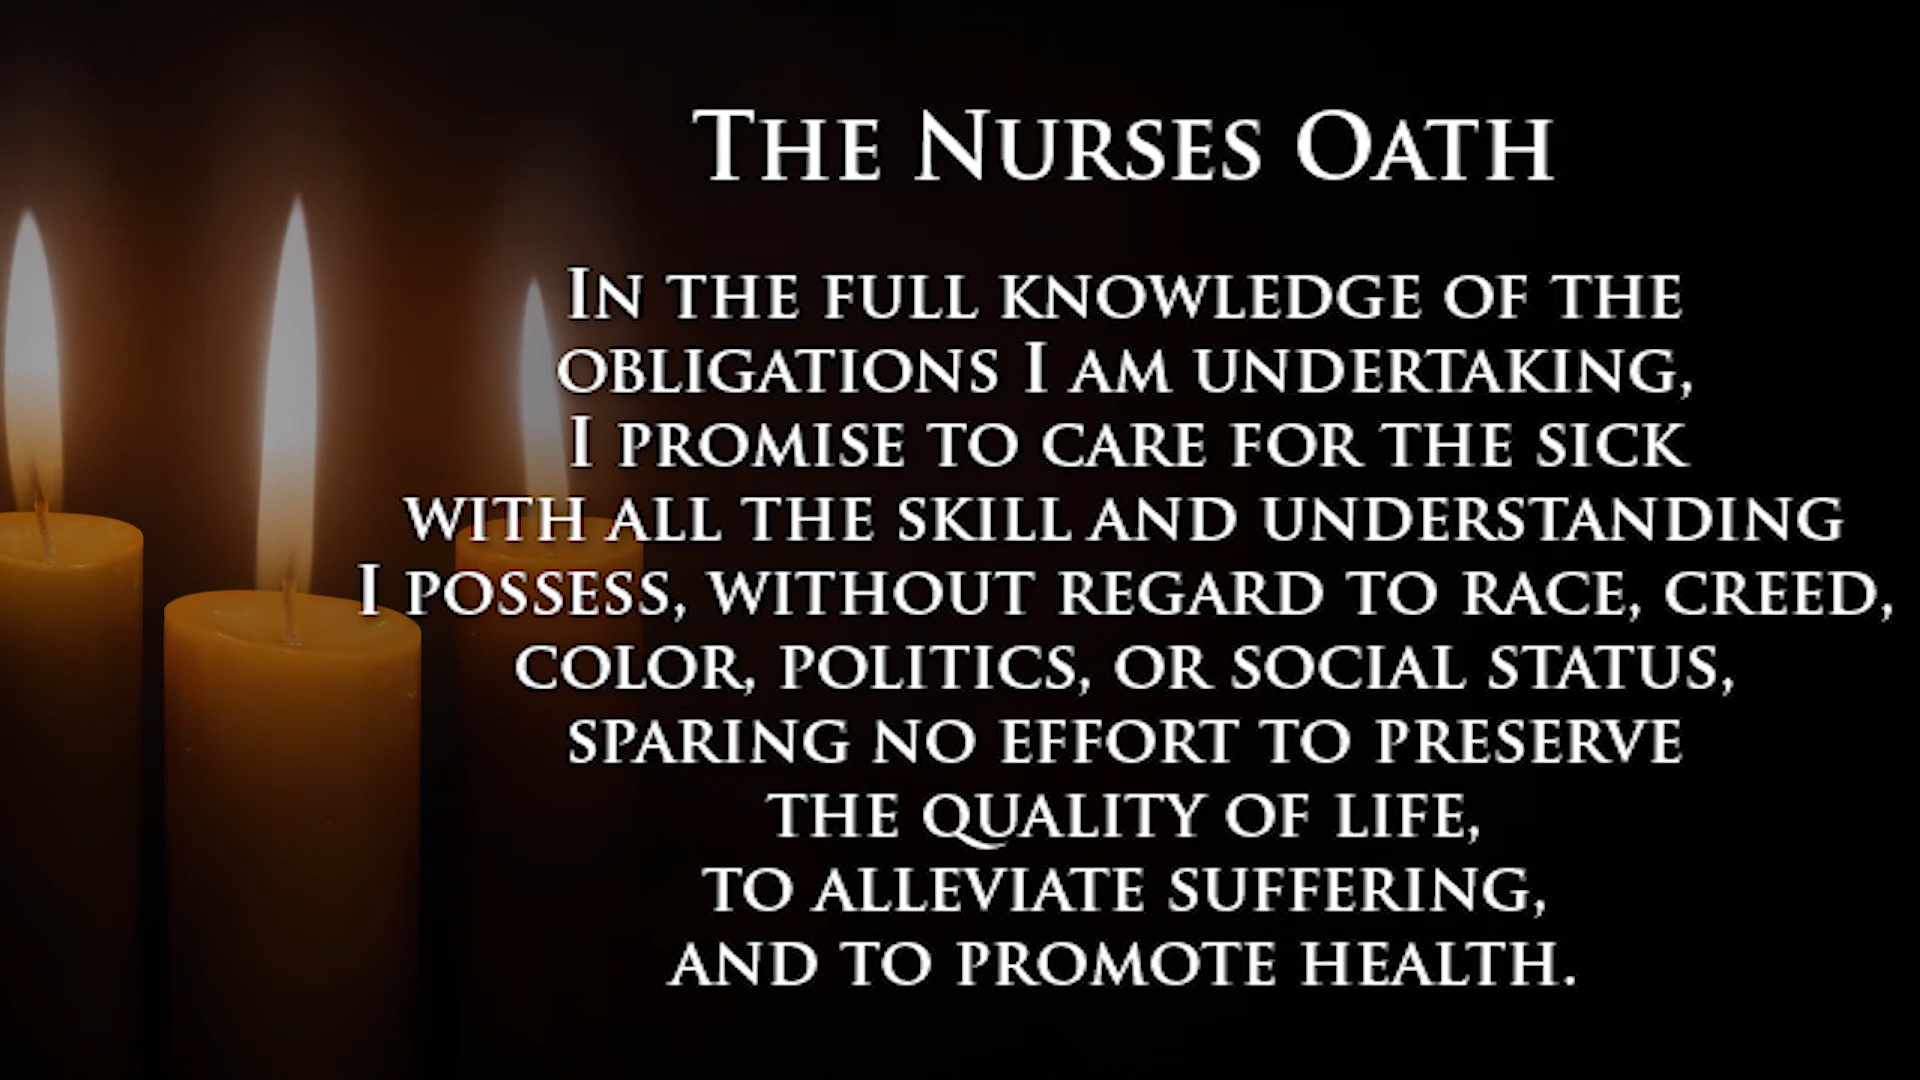 The Nurses Oath
In the full knowledge of the
obligations I am undertaking,
I promise to care for the sick
with all the skill and understanding
I possess, without regard to race, creed,
color, politics, or social status,
sparing no effort to preserve
the quality of life,
to alleviate suffering,
and to promote health.